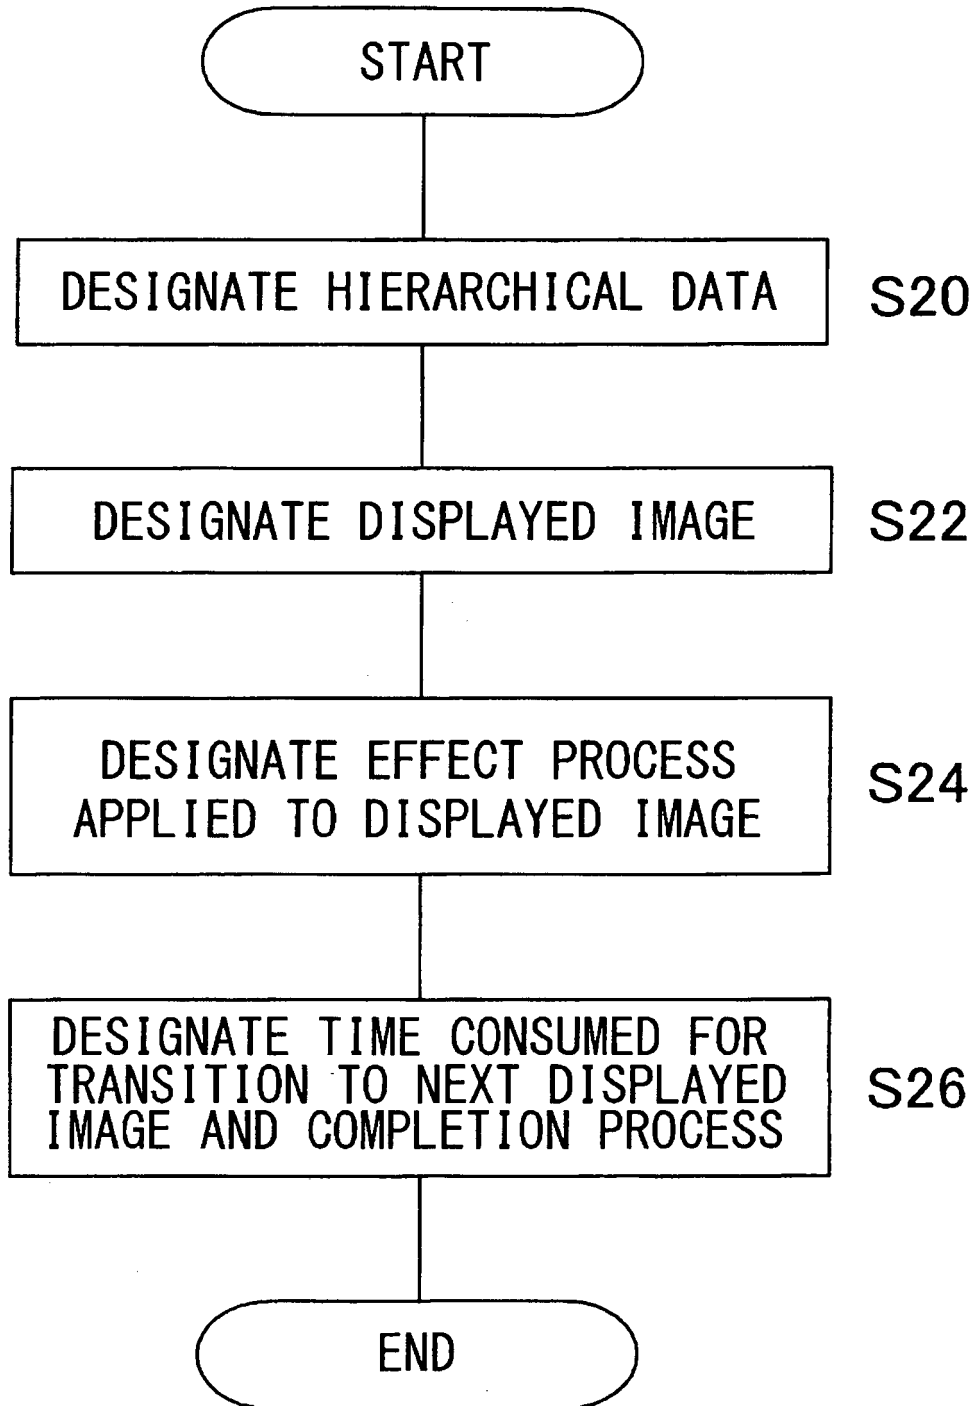 START
DESIGNATE HIERARCHICAL DATA S20
DESIGNATE DISPLAYED IMAGE S22
DESIGNATE EFFECT PROCESS
APPLIED TO DISPLAYED IMAGE
S24
DESIGNATE TIME CONSUMED FOR
TRANSITION TO NEXT DISPLAYED
IMAGE AND COMPLETION PROCESS
S26
END